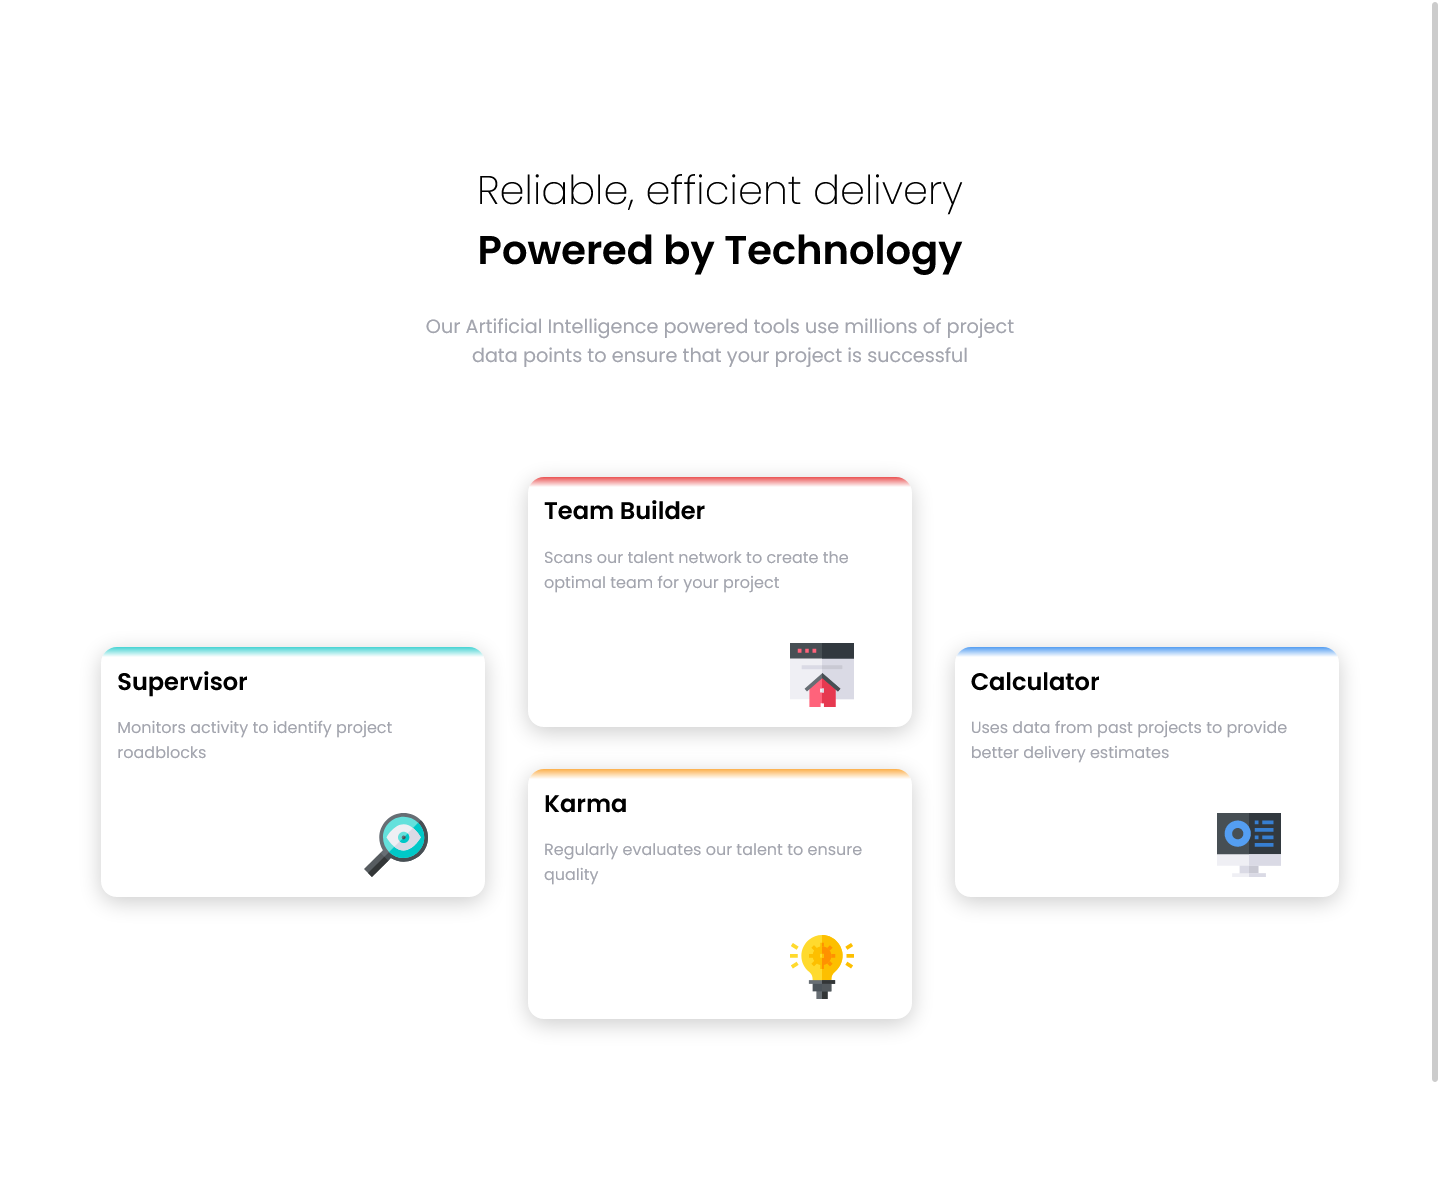 Reliable, efficient delivery
Powered by Technology
Our Artificial Intelligence powered tools use millions of project
data points to ensure that your project is successful
Team Builder
Scans our talent network to create the
optimal team for your project
Supervisor
Monitors activity to identify project
roadblocks
Calculator
Uses data from past projects to provide
better delivery estimates
Karma
Regularly evaluates our talent to ensure
quality